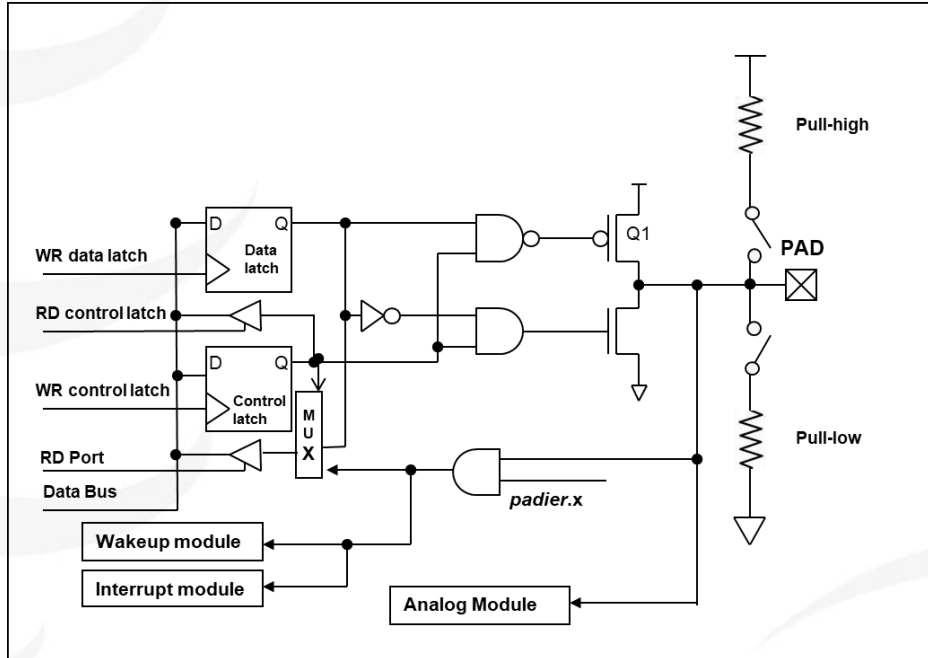 Pull-high
D
Q
Data
latch
Q1
PAD
WR data latch
RD control latch
D
Q
WR control latch
Control
latch
M
U
X
RD Port
Pull-low
Data Bus
padier.x
Wakeup module
Interrupt module
Analog Module